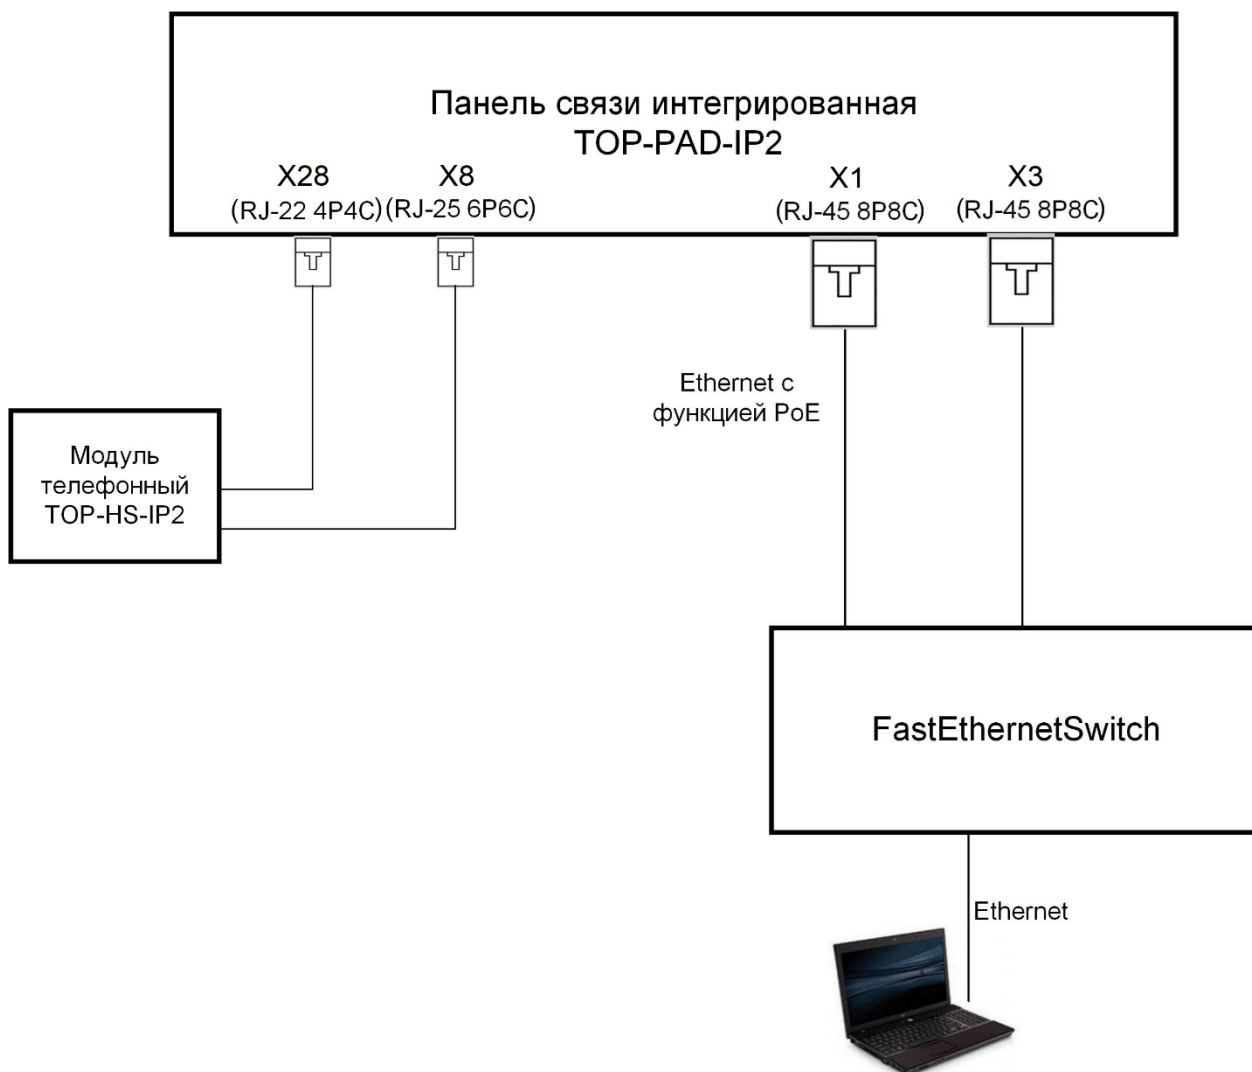 Панель связи интегрированная
TOP-PAD-IP2
X28
X8
X1
X3
(RJ-22 4P4C)
(RJ-25 6P6C)
(RJ-45 8P8C)
(RJ-45 8P8C)
Ethernet с
функцией PoE
Модуль
телефонный
TOP-HS-IP2
FastEthernetSwitch
Ethernet